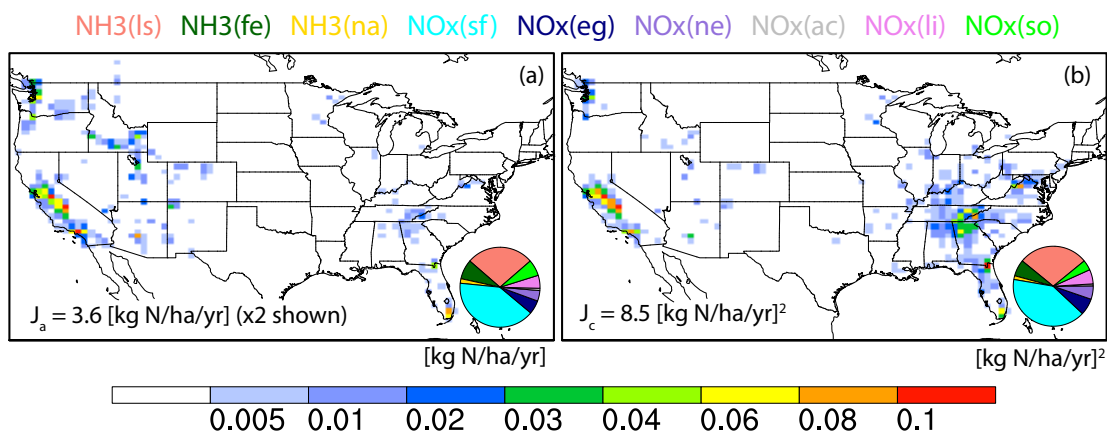 NH3(ls) NH3(fe) NH3(na) NOx(sf) NOx(eg) NOx(ne) NOx(ac) NOx(li) NOx(so)
(a) (b)
J_a = 3.6 [kg N/ha/yr] (x2 shown) J_c = 8.5 [kg N/ha/yr]²
[kg N/ha/yr] [kg N/ha/yr]²
0.005 0.01 0.02 0.03 0.04 0.06 0.08 0.1